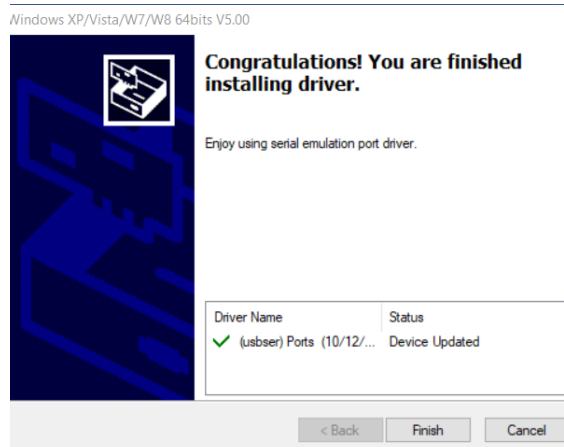 Windows XP/Vista/W7/W8 64bits V5.00
Congratulations! You are finished
installing driver.
Enjoy using serial emulation port driver.
Driver Name Status
(usbser) Ports (10/12/... Device Updated
< Back Finish Cancel